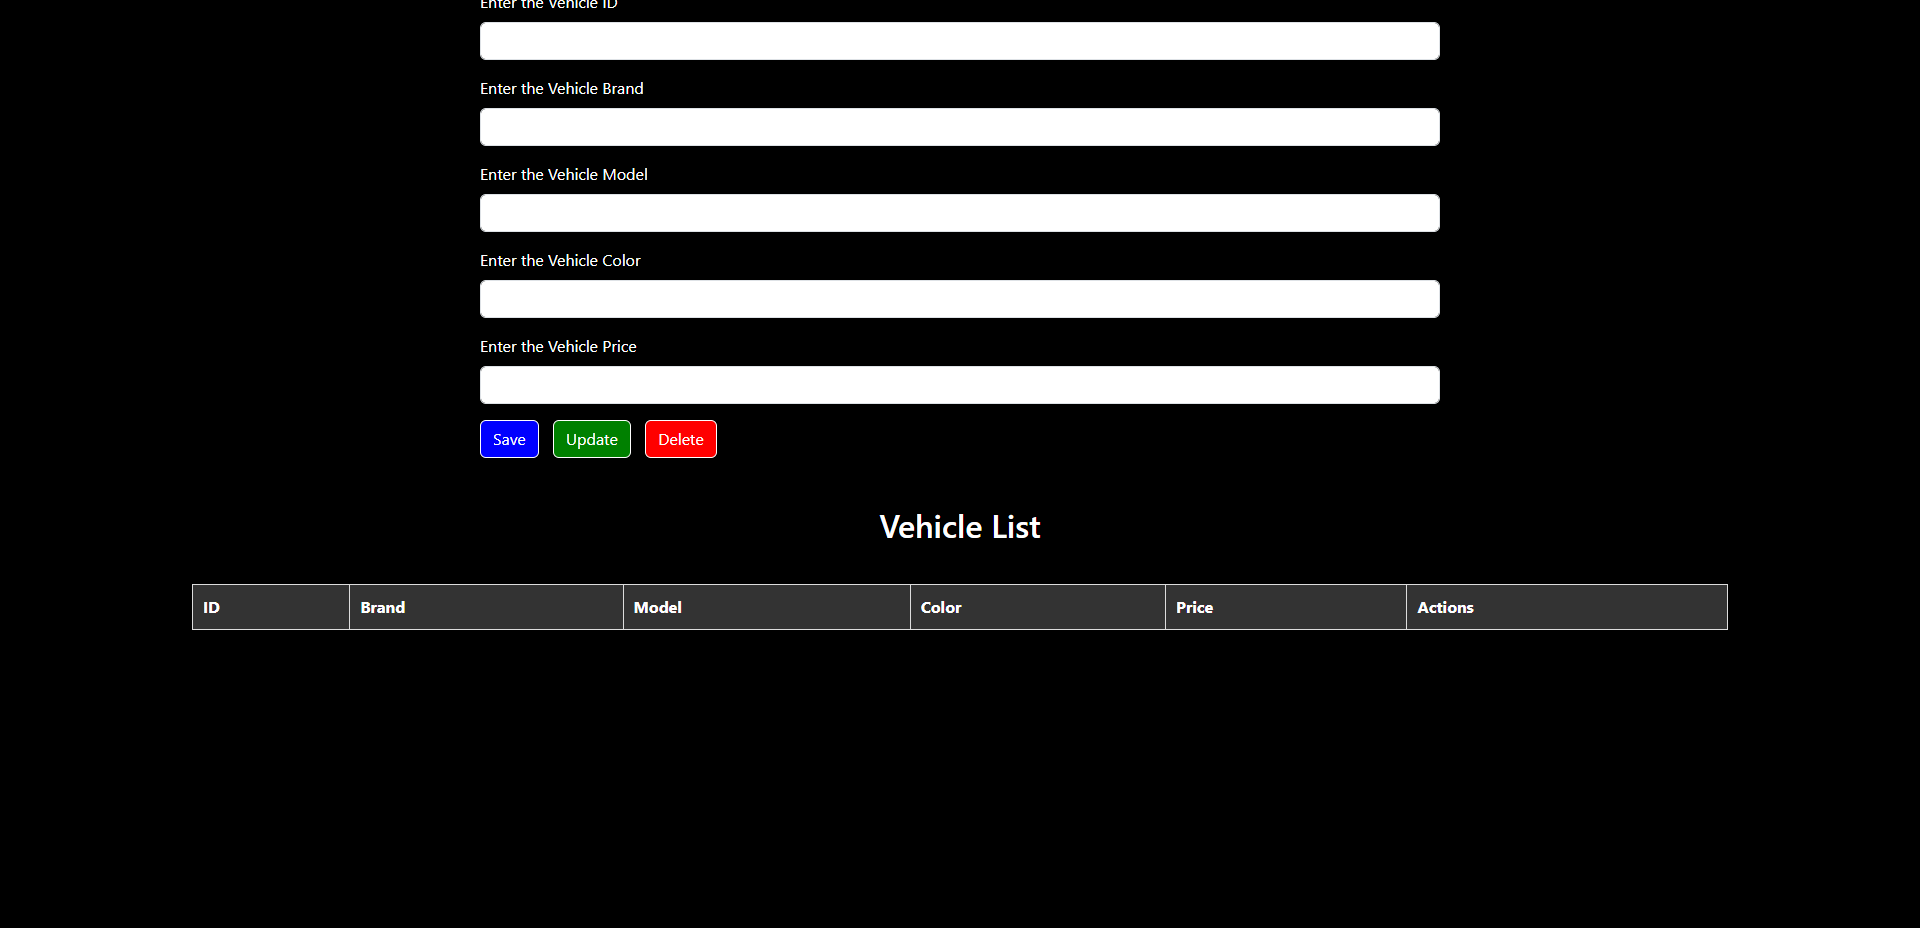 Enter the Vehicle ID
Enter the Vehicle Brand
Enter the Vehicle Model
Enter the Vehicle Color
Enter the Vehicle Price
Save Update Delete
Vehicle List
ID Brand Model Color Price Actions